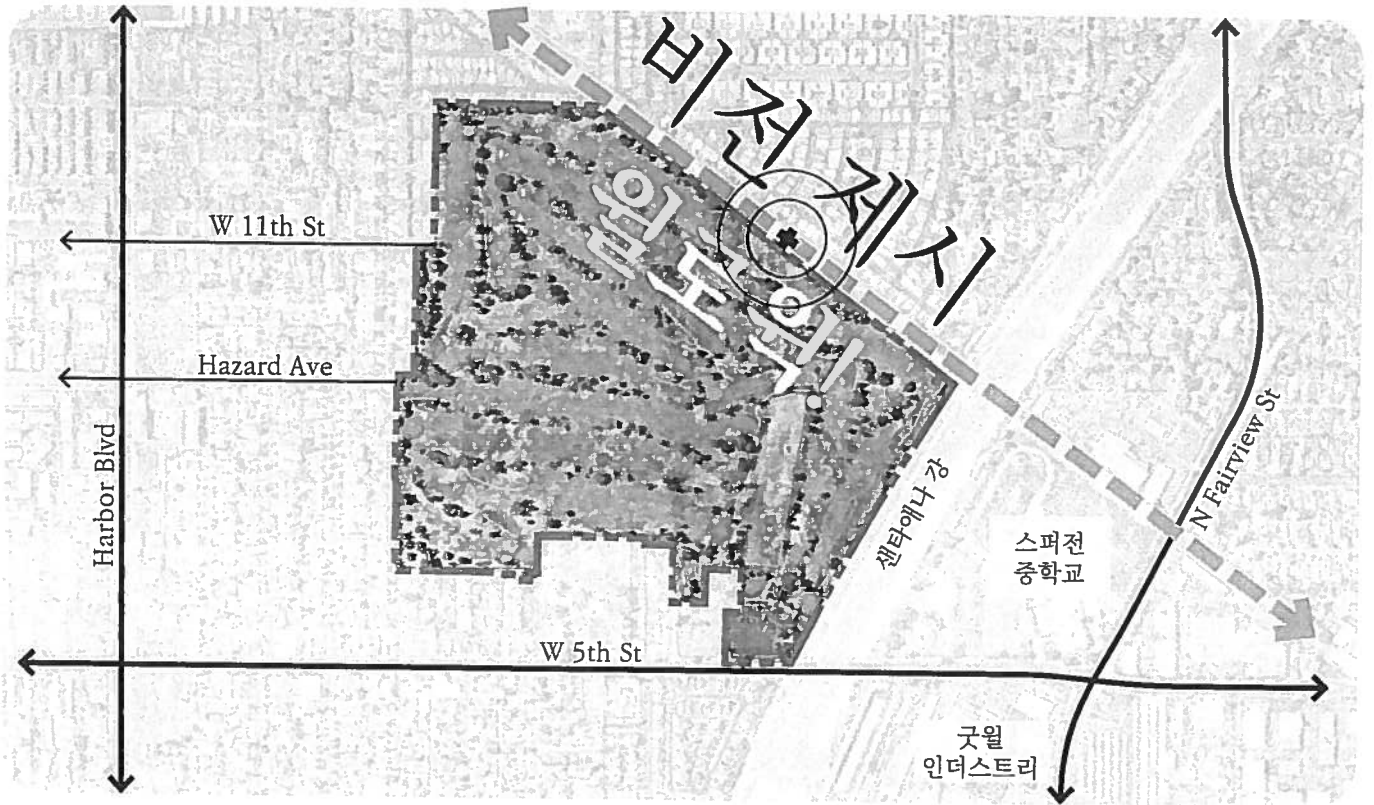 비전 제시
W 11th St
Hazard Ave
Harbor Blvd
N Fairview St
샌타애나 강
스퍼전
중학교
W 5th St
굿윌
인더스트리